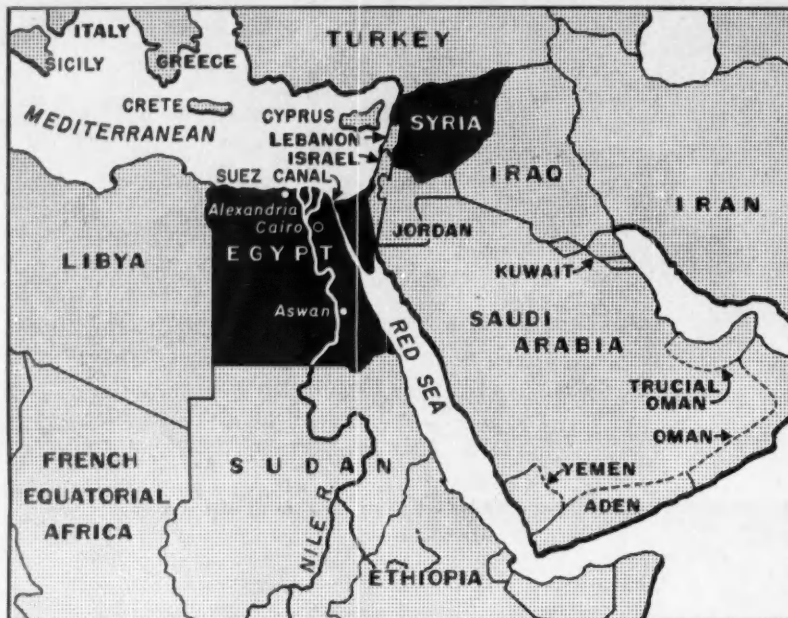 ITALY
SICILY
GREECE
TURKEY
CRETE
MEDITERRANEAN
CYPRUS
LEBANON
ISRAEL
SYRIA
SUEZ CANAL
Alexandria
Cairo
EGYPT
Aswan
LIBYA
JORDAN
IRAQ
IRAN
KUWAIT
SAUDI
ARABIA
RED SEA
TRUCIAL
OMAN
OMAN
YEMEN
ADEN
FRENCH
EQUATORIAL
AFRICA
SUDAN
NILE R.
ETHIOPIA